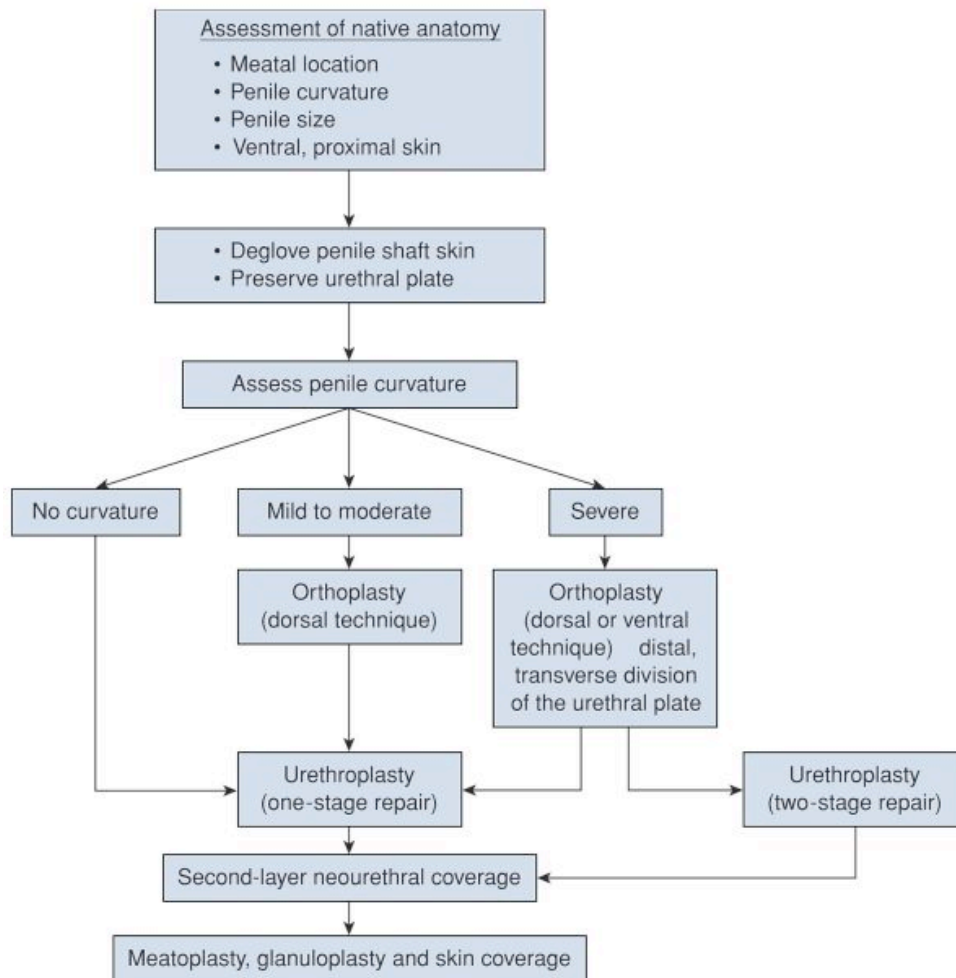 Assessment of native anatomy
• Meatal location
• Penile curvature
• Penile size
• Ventral, proximal skin
• Deglove penile shaft skin
• Preserve urethral plate
Assess penile curvature
No curvature
Mild to moderate
Severe
Orthoplasty
(dorsal technique)
Orthoplasty
(dorsal or ventral
technique) distal,
transverse division
of the urethral plate
Urethroplasty
(one-stage repair)
Urethroplasty
(two-stage repair)
Second-layer neourethral coverage
Meatoplasty, glanuloplasty and skin coverage